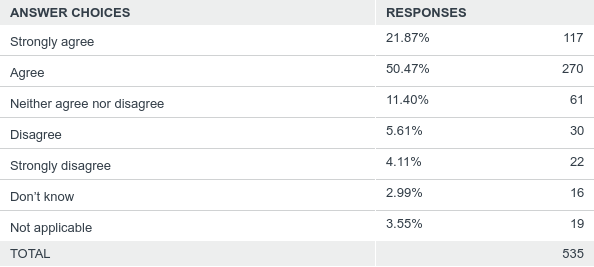 ANSWER CHOICES RESPONSES
Strongly agree 21.87% 117
Agree 50.47% 270
Neither agree nor disagree 11.40% 61
Disagree 5.61% 30
Strongly disagree 4.11% 22
Don’t know 2.99% 16
Not applicable 3.55% 19
TOTAL 535